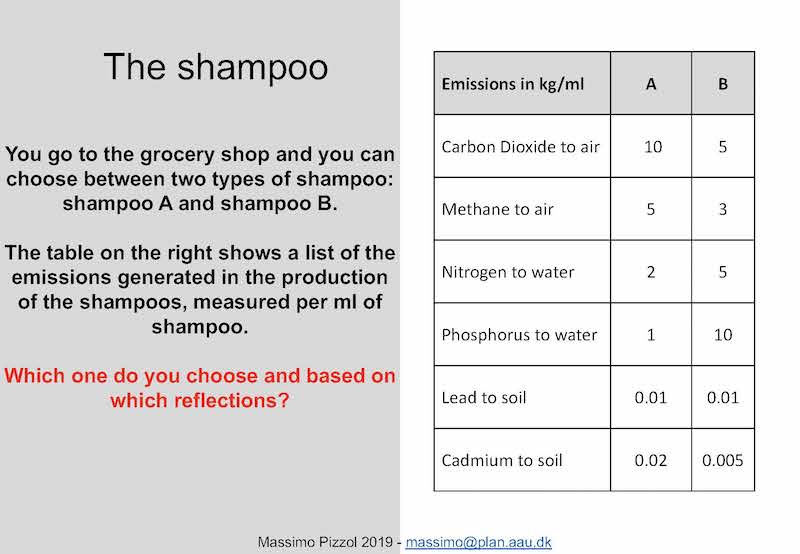 The shampoo
You go to the grocery shop and you can
choose between two types of shampoo:
shampoo A and shampoo B.
The table on the right shows a list of the
emissions generated in the production
of the shampoos, measured per ml of
shampoo.
Which one do you choose and based on
which reflections?
Emissions in kg/ml A B
Carbon Dioxide to air 10 5
Methane to air 5 3
Nitrogen to water 2 5
Phosphorus to water 1 10
Lead to soil 0.01 0.01
Cadmium to soil 0.02 0.005
Massimo Pizzol 2019 - massimo@plan.aau.dk